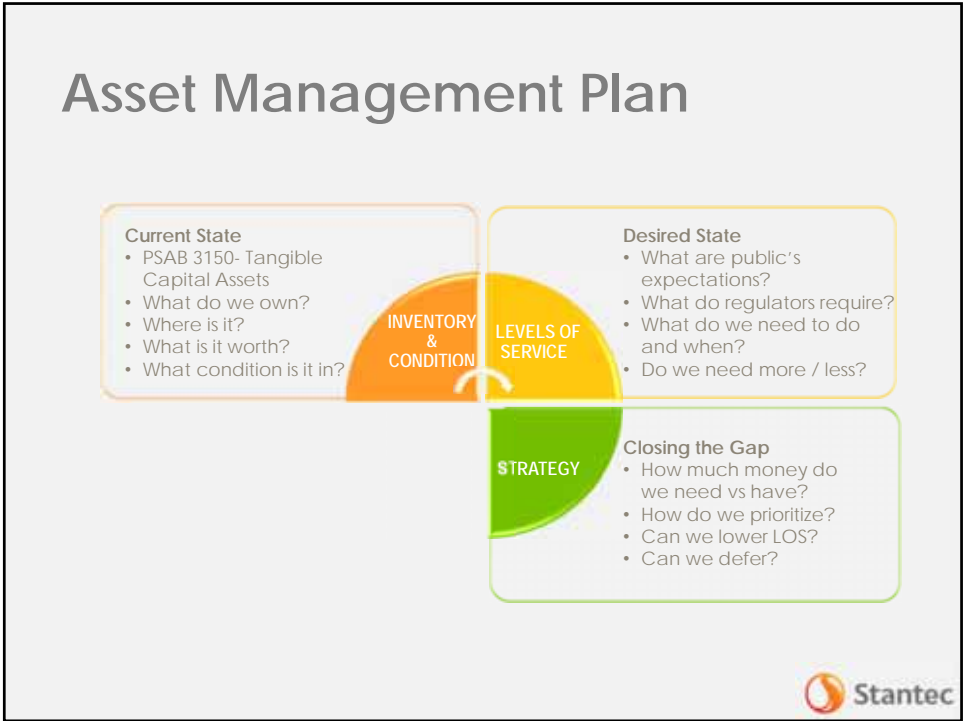 Asset Management Plan
Current State
• PSAB 3150- Tangible
Capital Assets
• What do we own?
• Where is it?
• What is it worth?
• What condition is it in?
INVENTORY
&
CONDITION
LEVELS OF
SERVICE
Desired State
• What are public's
expectations?
• What do regulators require?
• What do we need to do
and when?
• Do we need more / less?
STRATEGY
Closing the Gap
• How much money do
we need vs have?
• How do we prioritize?
• Can we lower LOS?
• Can we defer?
Stantec